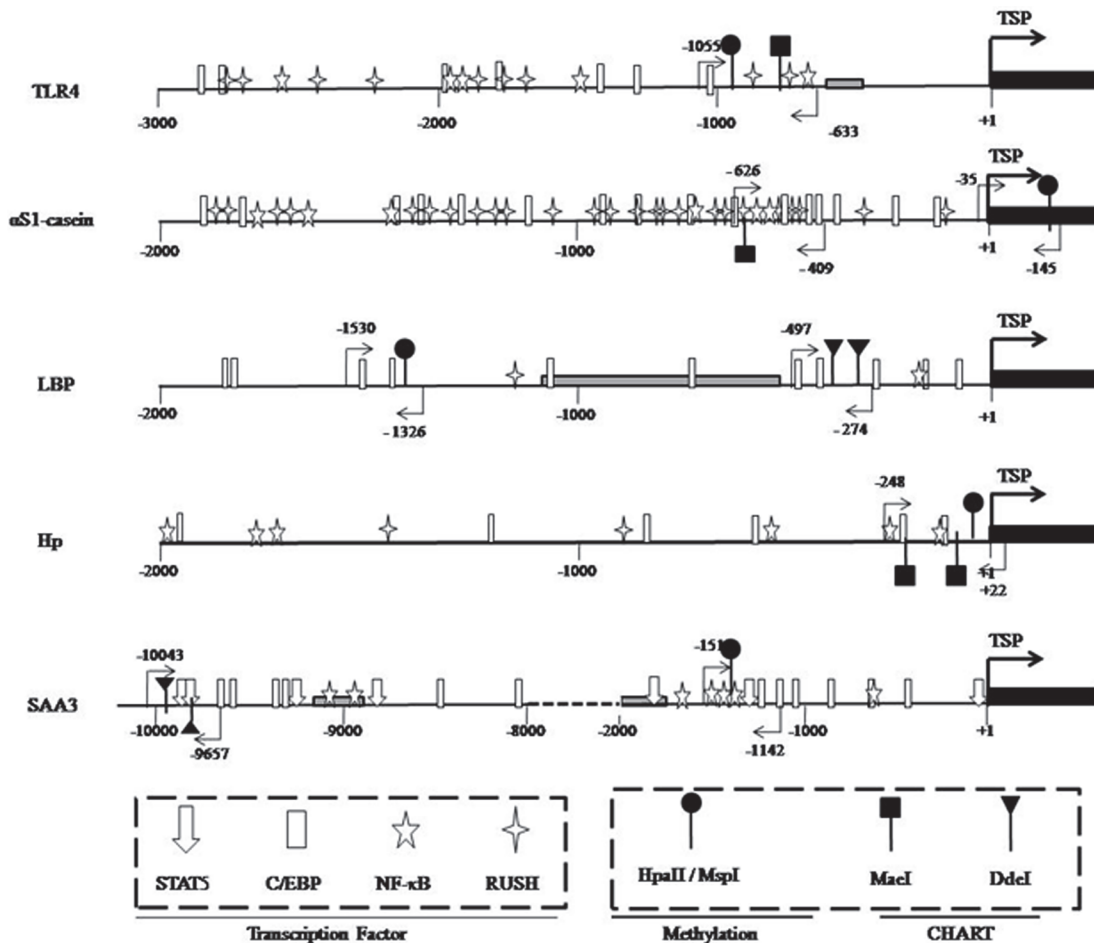 TSP
-1055
TLR4
-3000 -2000 -1000 -633 +1
TSP
-626 -35
αS1-casein
-2000 -1000 -409 +1 -145
TSP
-1530 -497
LBP
-2000 -1326 -1000 -274 +1
TSP
-248
Hp
-2000 -1000 +1
+22
TSP
-10043 -151
SAA3
-10000 -9657 -9000 -8000 -2000 -1142 -1000 +1
STAT5 C/EBP NF-κB RUSH HpaII / MspI MaeI DdeI
Transcription Factor Methylation CHART